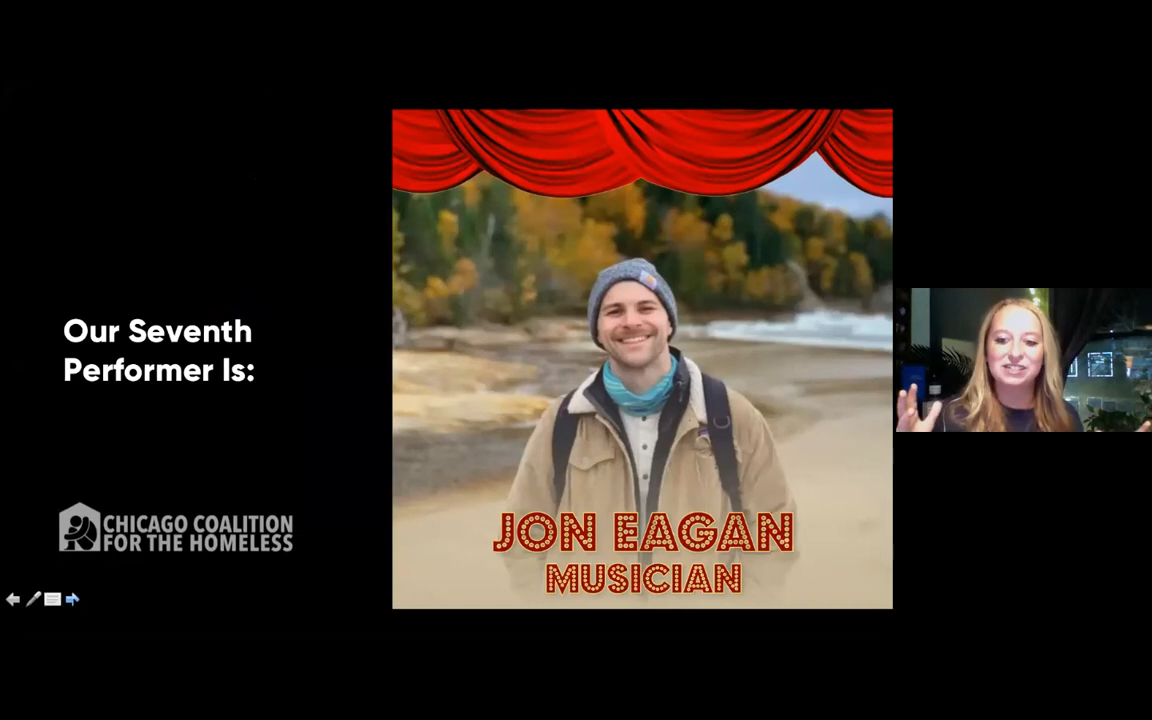 Our Seventh
Performer Is:
CHICAGO COALITION
FOR THE HOMELESS
JON EAGAN
MUSICIAN